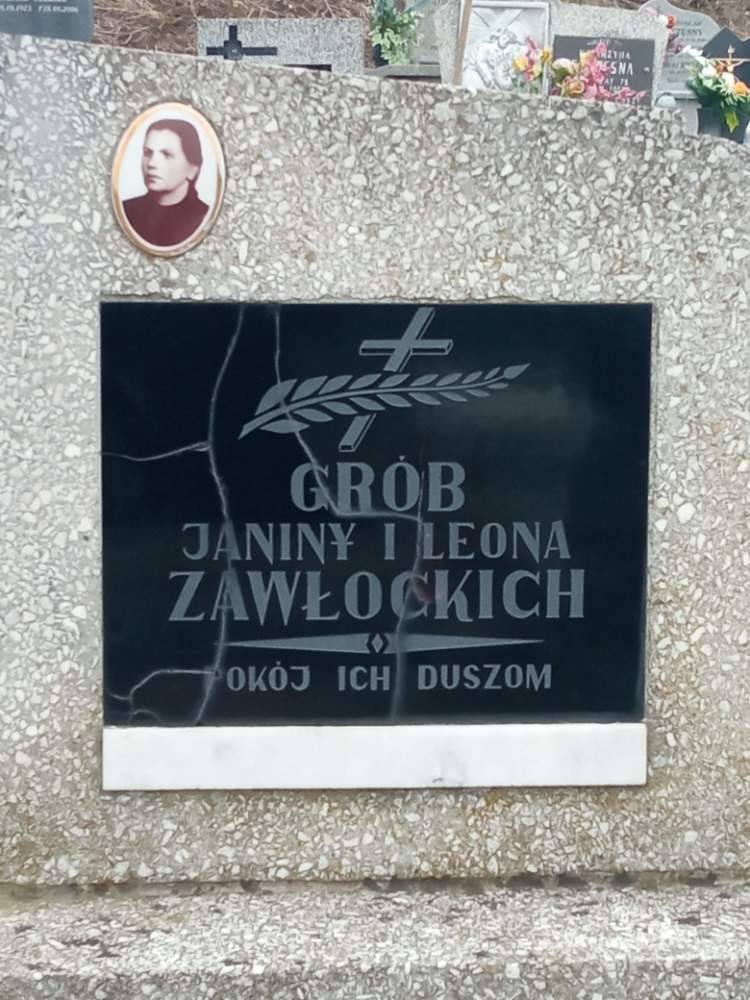 GRÓB
JANINY I LEONA
ZAWŁOCKICH
POKÓJ ICH DUSZOM